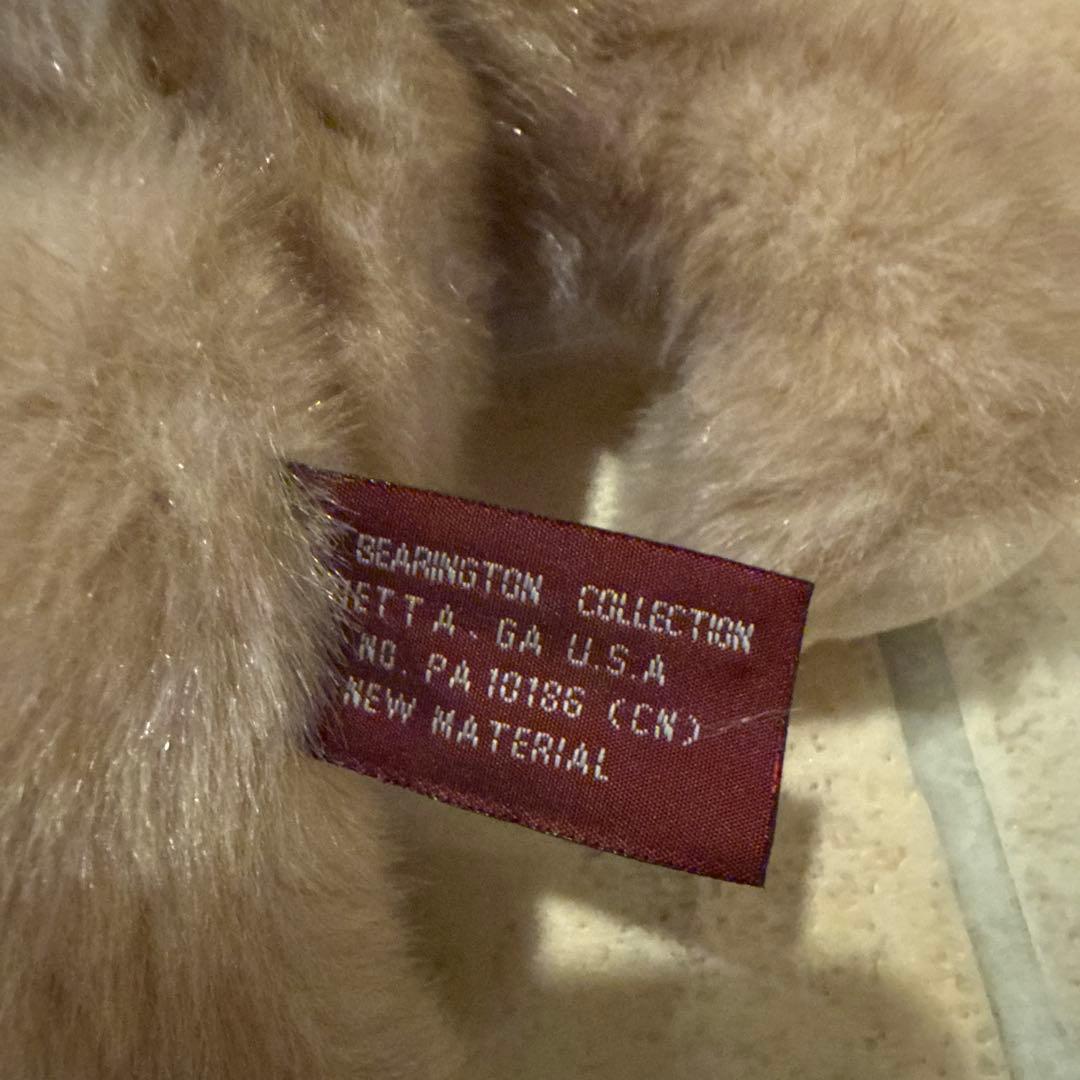 BEARINGTON COLLECTION
ETTA. GA U.S.A
NO. PA 10186 (CN)
NEW MATERIAL